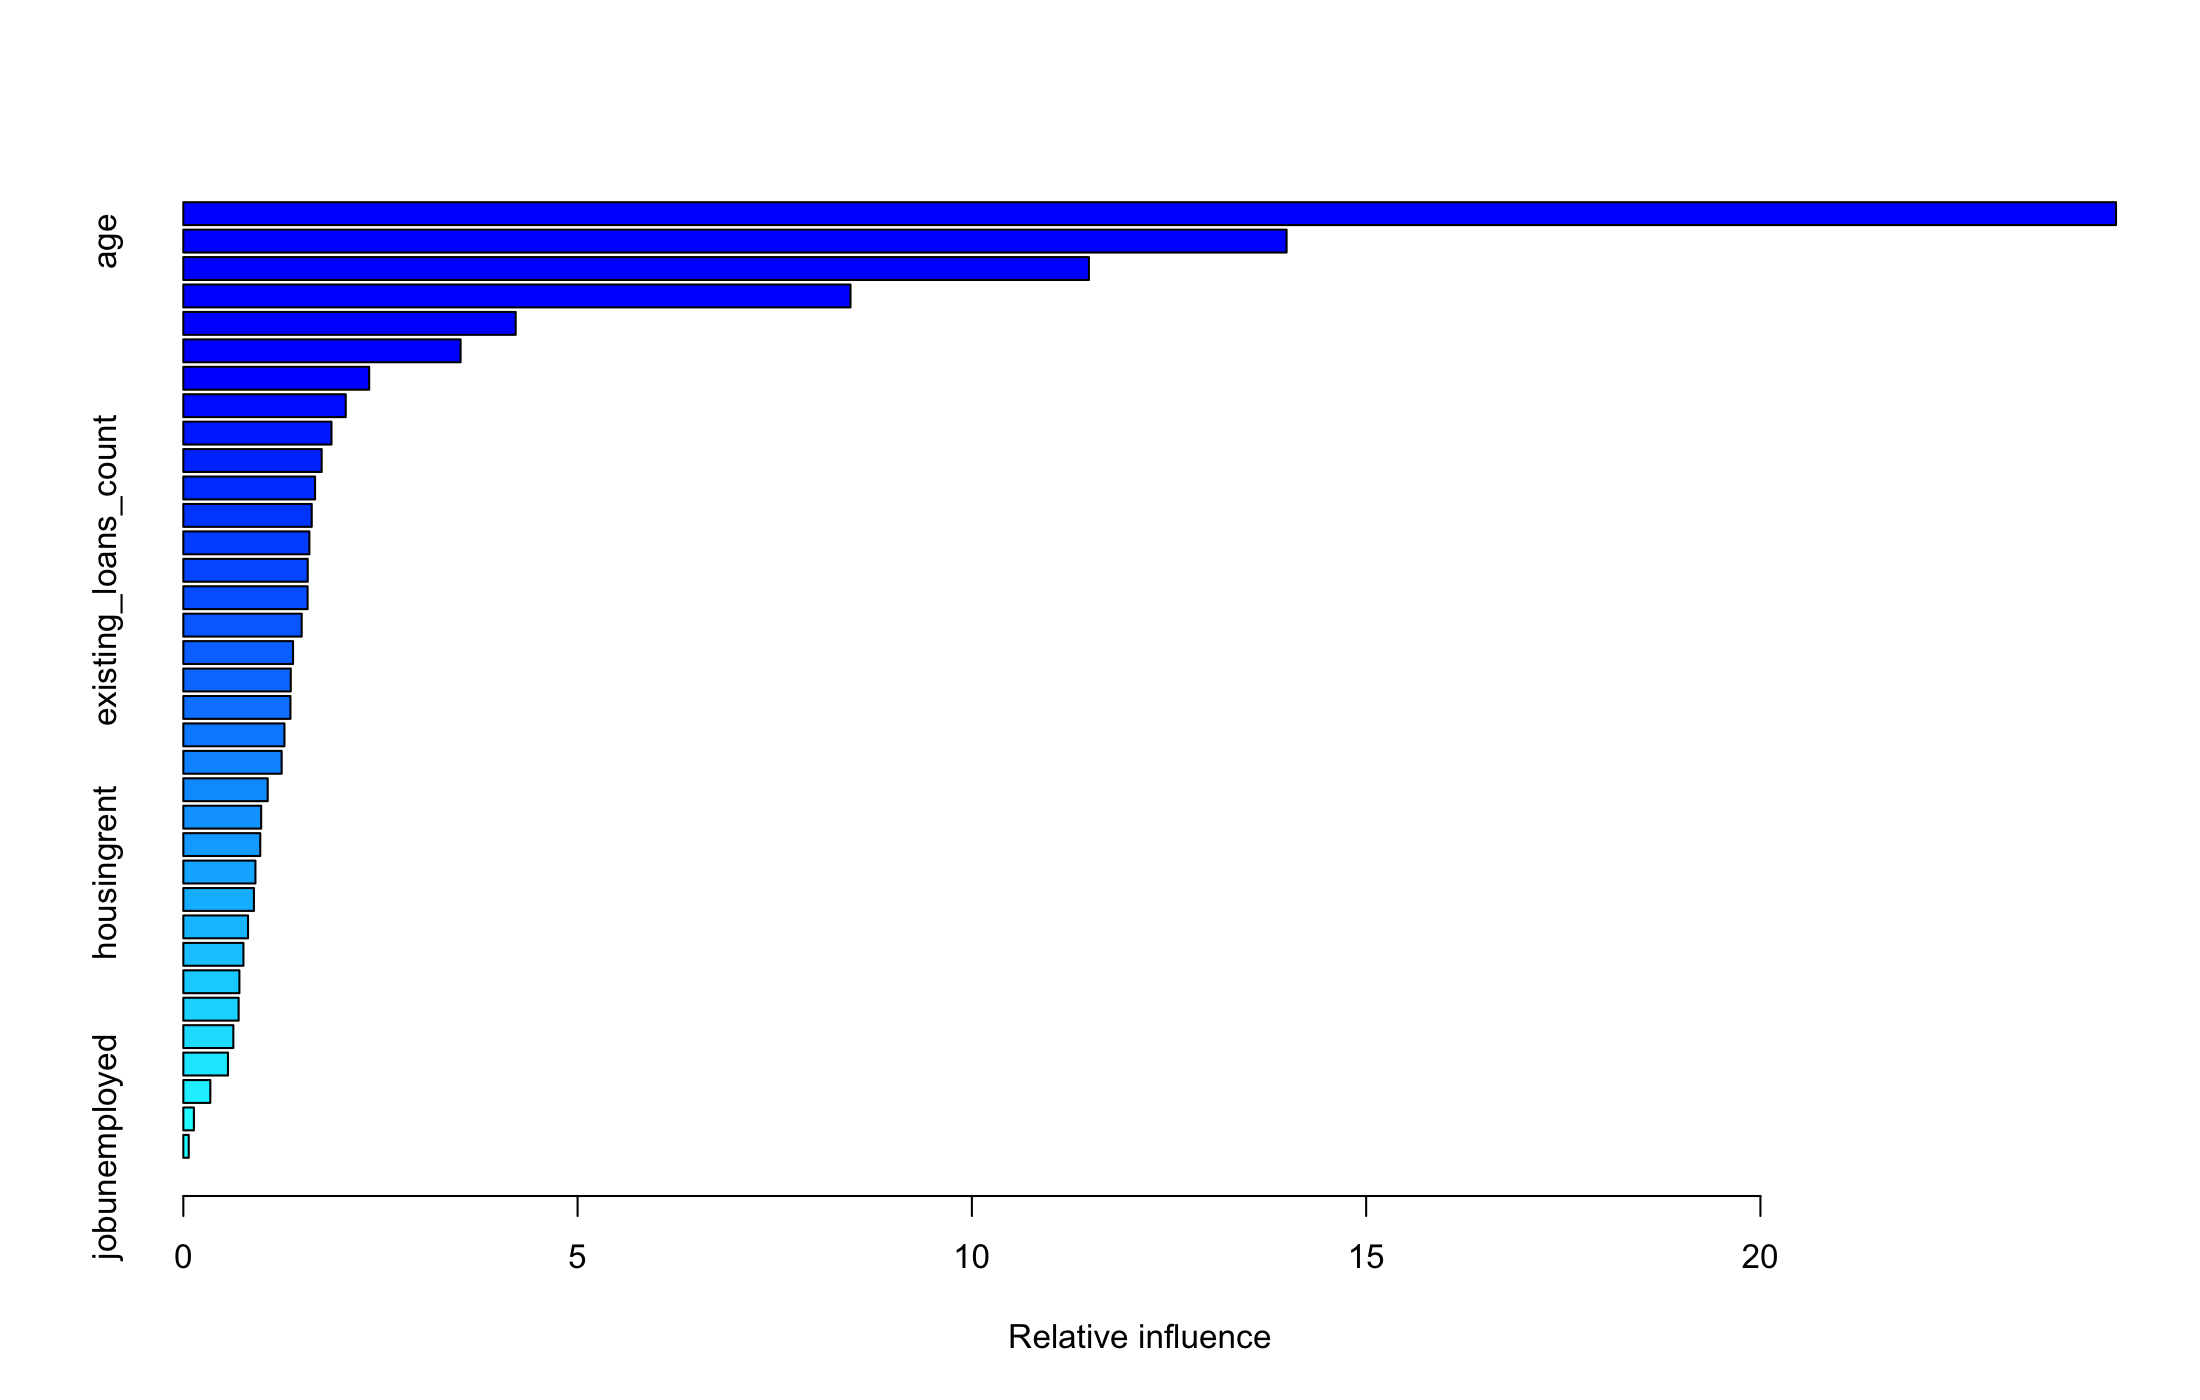 age
existing_loans_count
housingrent
jobunemployed
0 5 10 15 20
Relative influence